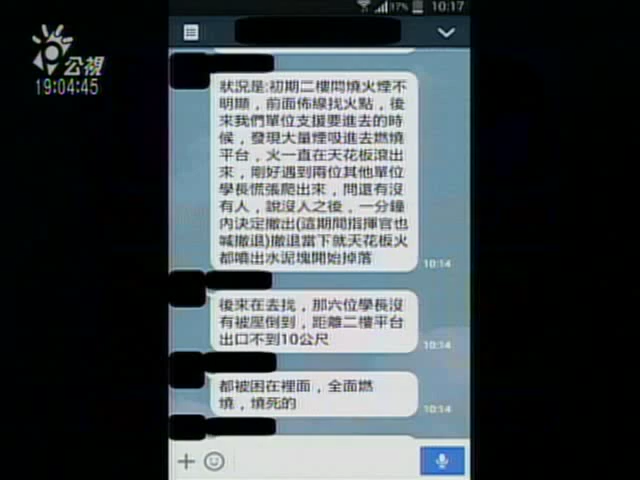 37% 10:17
公視
19:04:45
狀況是:初期二樓悶燒火煙不
明顯，前面佈線找火點，後
來我們單位支援要進去的時
候，發現大量煙吸進去燃燒
平台，火一直在天花板滾出
來，剛好遇到兩位其他單位
學長慌張爬出來，問還有沒
有人，說沒人之後，一分鐘
內決定撤出(這期間指揮官也
喊撤退)撤退當下就天花板火
都噴出水泥塊開始掉落
10:14
後來在去找，那六位學長沒
有被壓倒到，距離二樓平台
出口不到10公尺
10:14
都被困在裡面，全面燃
燒，燒死的
10:14